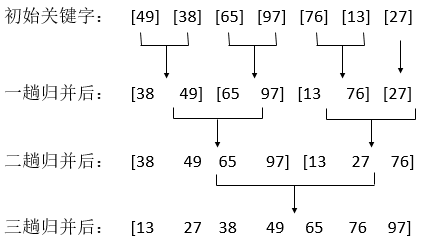 初始关键字： [49] [38] [65] [97] [76] [13] [27]
一趟归并后： [38 49] [65 97] [13 76] [27]
二趟归并后： [38 49 65 97] [13 27 76]
三趟归并后： [13 27 38 49 65 76 97]